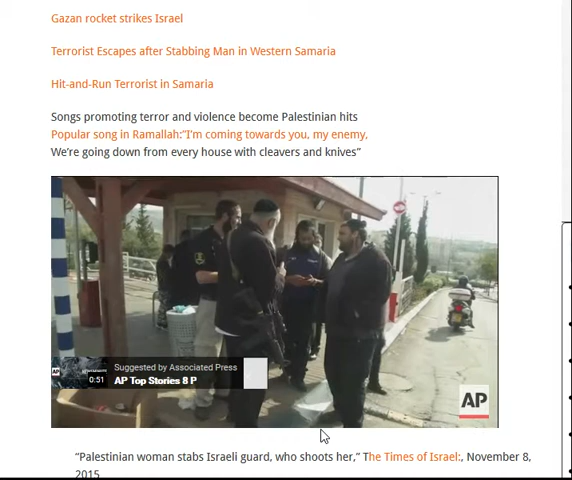 Gazan rocket strikes Israel
Terrorist Escapes after Stabbing Man in Western Samaria
Hit-and-Run Terrorist in Samaria
Songs promoting terror and violence become Palestinian hits
Popular song in Ramallah:“I’m coming towards you, my enemy,
We’re going down from every house with cleavers and knives”
AP
0:51
Suggested by Associated Press
AP Top Stories 8 P
AP
“Palestinian woman stabs Israeli guard, who shoots her,” The Times of Israel:, November 8,
2015